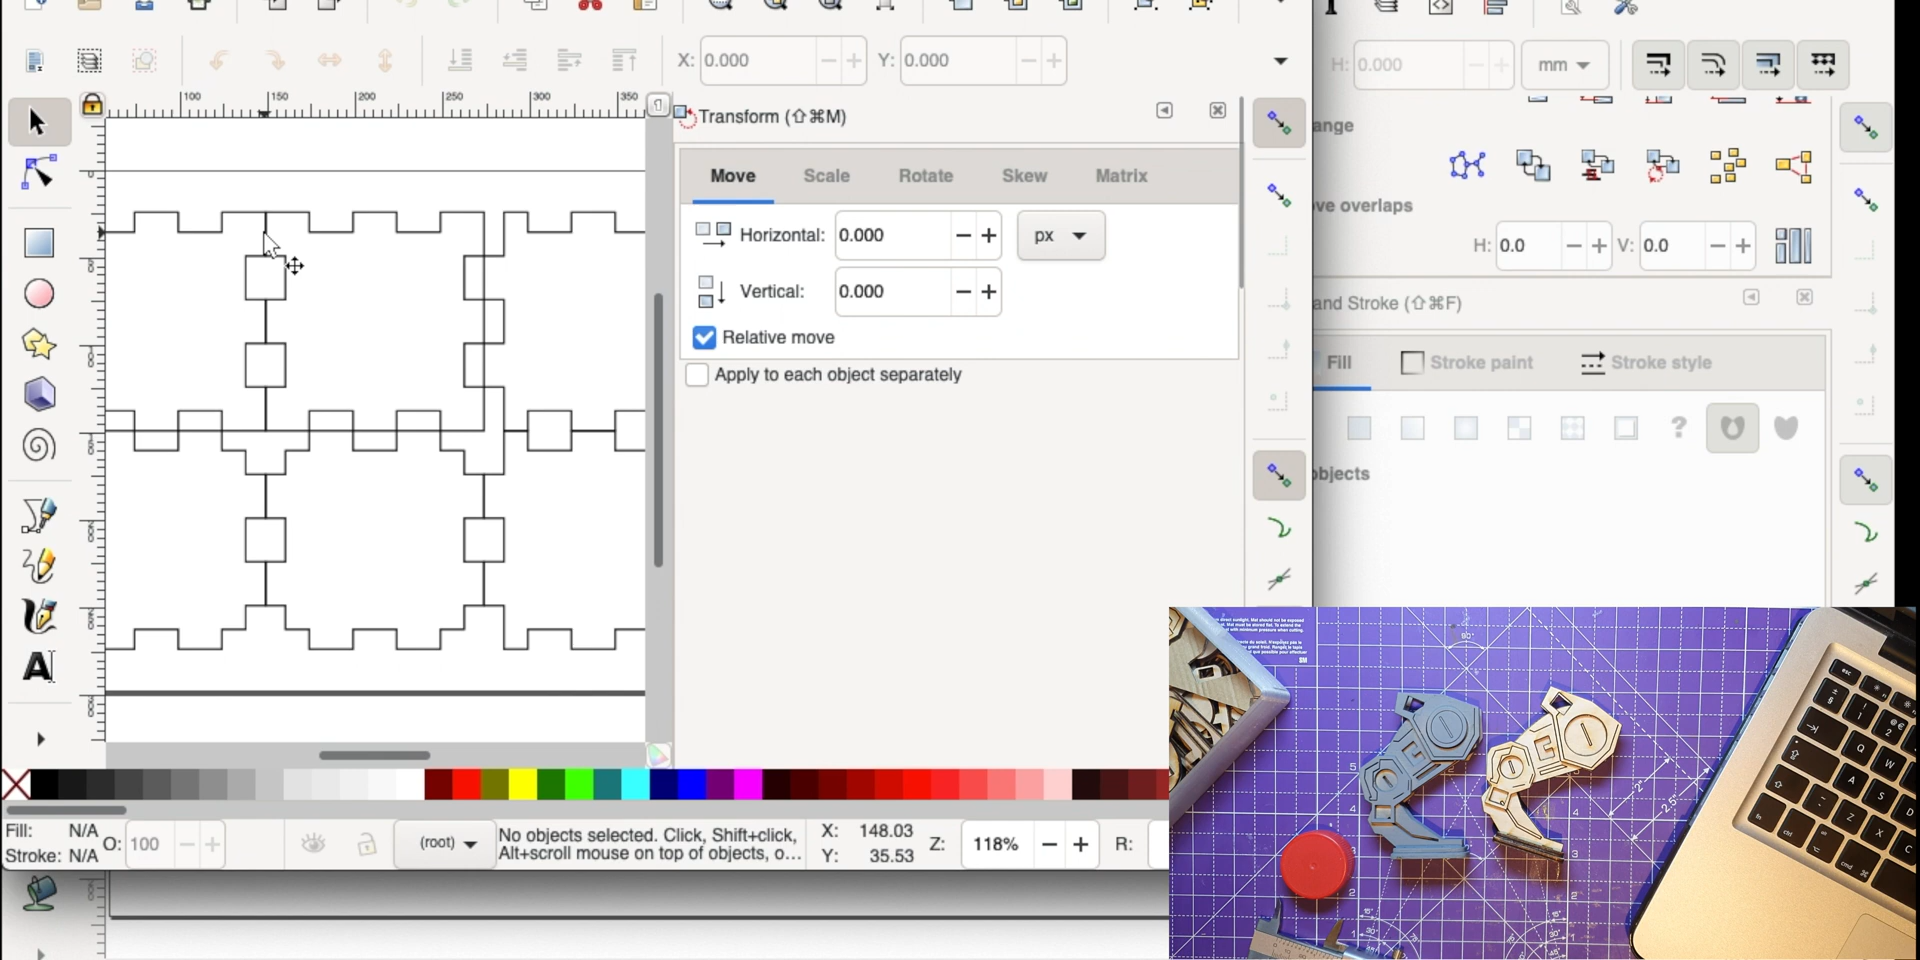 X: 0.000 Y: 0.000
H: 0.000 mm
100 150 200 250 300 350
Transform (⇧⌘M)
Move Scale Rotate Skew Matrix
Horizontal: 0.000 px
Vertical: 0.000
Relative move
Apply to each object separately
ange
ve overlaps
H: 0.0 V: 0.0
and Stroke (⇧⌘F)
Fill Stroke paint Stroke style
?
bjects
Fill: N/A
Stroke: N/A
O: 100
(root)
No objects selected. Click, Shift+click,
Alt+scroll mouse on top of objects, o...
X: 148.03
Y: 35.53
Z: 118%
R: